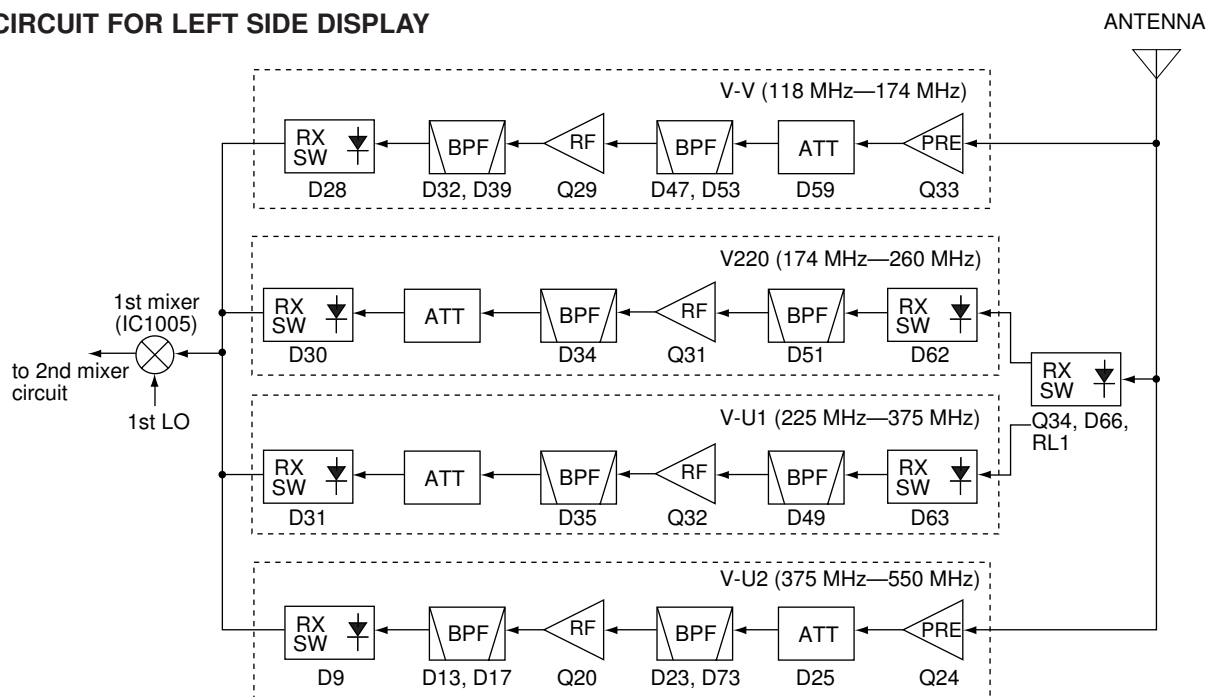 CIRCUIT FOR LEFT SIDE DISPLAY
ANTENNA
V-V (118 MHz—174 MHz)
RX SW
BPF
RF
BPF
ATT
PRE
D28
D32, D39
Q29
D47, D53
D59
Q33
V220 (174 MHz—260 MHz)
RX SW
ATT
BPF
RF
BPF
RX SW
D30
D34
Q31
D51
D62
1st mixer
(IC1005)
to 2nd mixer
circuit
1st LO
RX SW
Q34, D66,
RL1
V-U1 (225 MHz—375 MHz)
RX SW
ATT
BPF
RF
BPF
RX SW
D31
D35
Q32
D49
D63
V-U2 (375 MHz—550 MHz)
RX SW
BPF
RF
BPF
ATT
PRE
D9
D13, D17
Q20
D23, D73
D25
Q24